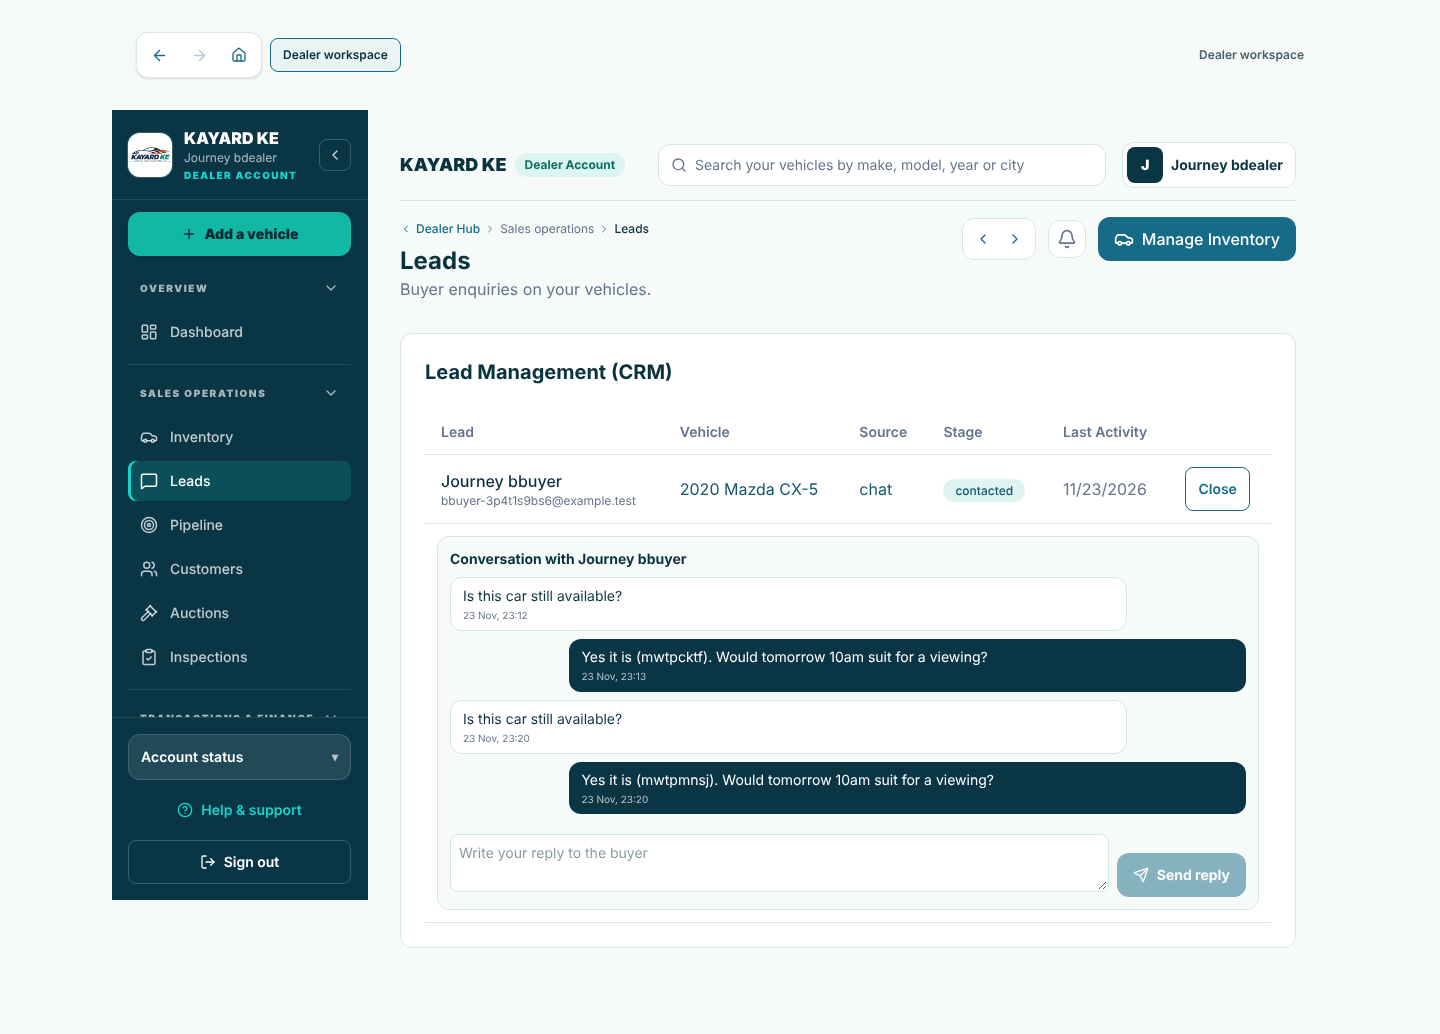 Dealer workspace
Dealer workspace
KAYARD KE
KAYARD KE
Journey bdealer
DEALER ACCOUNT
Add a vehicle
OVERVIEW
Dashboard
SALES OPERATIONS
Inventory
Leads
Pipeline
Customers
Auctions
Inspections
TRANSACTIONS & FINANCE
Account status
Help & support
Sign out
KAYARD KE
Dealer Account
Search your vehicles by make, model, year or city
J
Journey bdealer
Dealer Hub
Sales operations
Leads
Leads
Buyer enquiries on your vehicles.
Manage Inventory
Lead Management (CRM)
Lead Vehicle Source Stage Last Activity
Journey bbuyer
bbuyer-3p4t1s9bs6@example.test
2020 Mazda CX-5
chat
contacted
11/23/2026
Close
Conversation with Journey bbuyer
Is this car still available?
23 Nov, 23:12
Yes it is (mwtpcktf). Would tomorrow 10am suit for a viewing?
23 Nov, 23:13
Is this car still available?
23 Nov, 23:20
Yes it is (mwtpmnsj). Would tomorrow 10am suit for a viewing?
23 Nov, 23:20
Write your reply to the buyer
Send reply